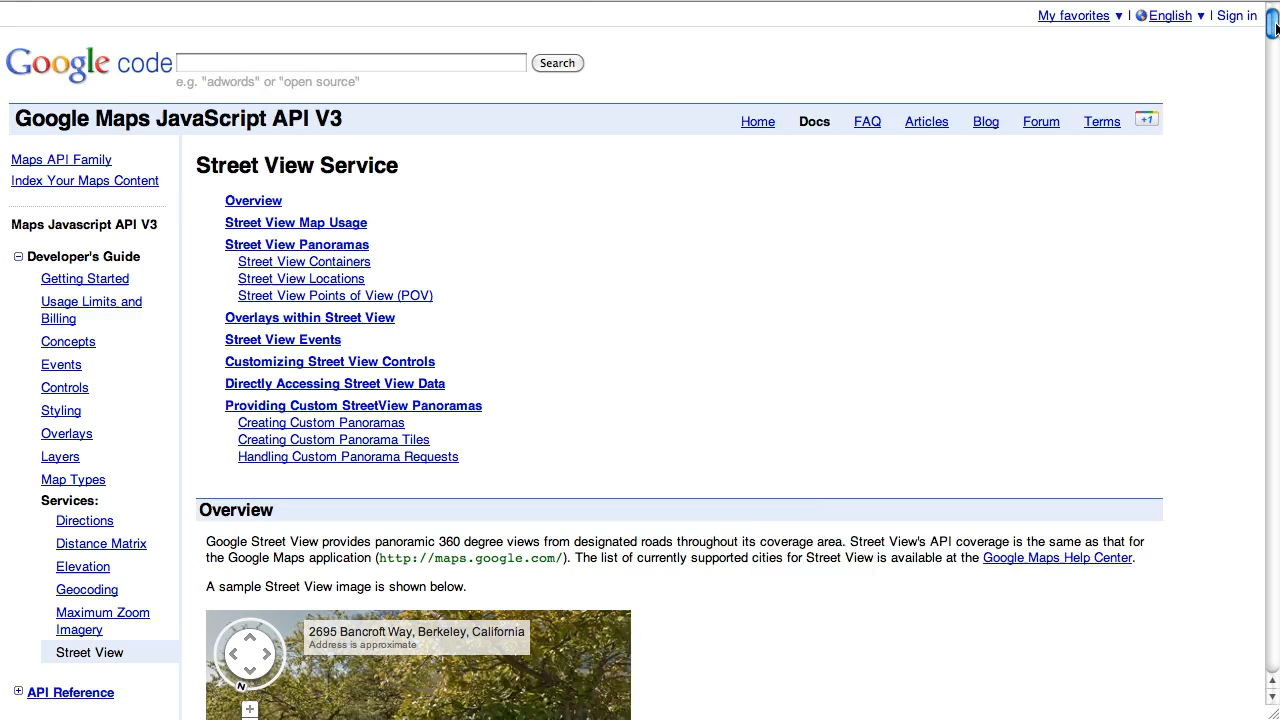 My favorites ▼ | English ▼ | Sign in
Google code
Search
e.g. "adwords" or "open source"
Google Maps JavaScript API V3
Home Docs FAQ Articles Blog Forum Terms +1
Maps API Family
Index Your Maps Content
Maps Javascript API V3
Developer's Guide
Getting Started
Usage Limits and
Billing
Concepts
Events
Controls
Styling
Overlays
Layers
Map Types
Services:
Directions
Distance Matrix
Elevation
Geocoding
Maximum Zoom
Imagery
Street View
API Reference
Street View Service
Overview
Street View Map Usage
Street View Panoramas
Street View Containers
Street View Locations
Street View Points of View (POV)
Overlays within Street View
Street View Events
Customizing Street View Controls
Directly Accessing Street View Data
Providing Custom StreetView Panoramas
Creating Custom Panoramas
Creating Custom Panorama Tiles
Handling Custom Panorama Requests
Overview
Google Street View provides panoramic 360 degree views from designated roads throughout its coverage area. Street View's API coverage is the same as that for
the Google Maps application (http://maps.google.com/). The list of currently supported cities for Street View is available at the Google Maps Help Center.
A sample Street View image is shown below.
2695 Bancroft Way, Berkeley, California
Address is approximate
N